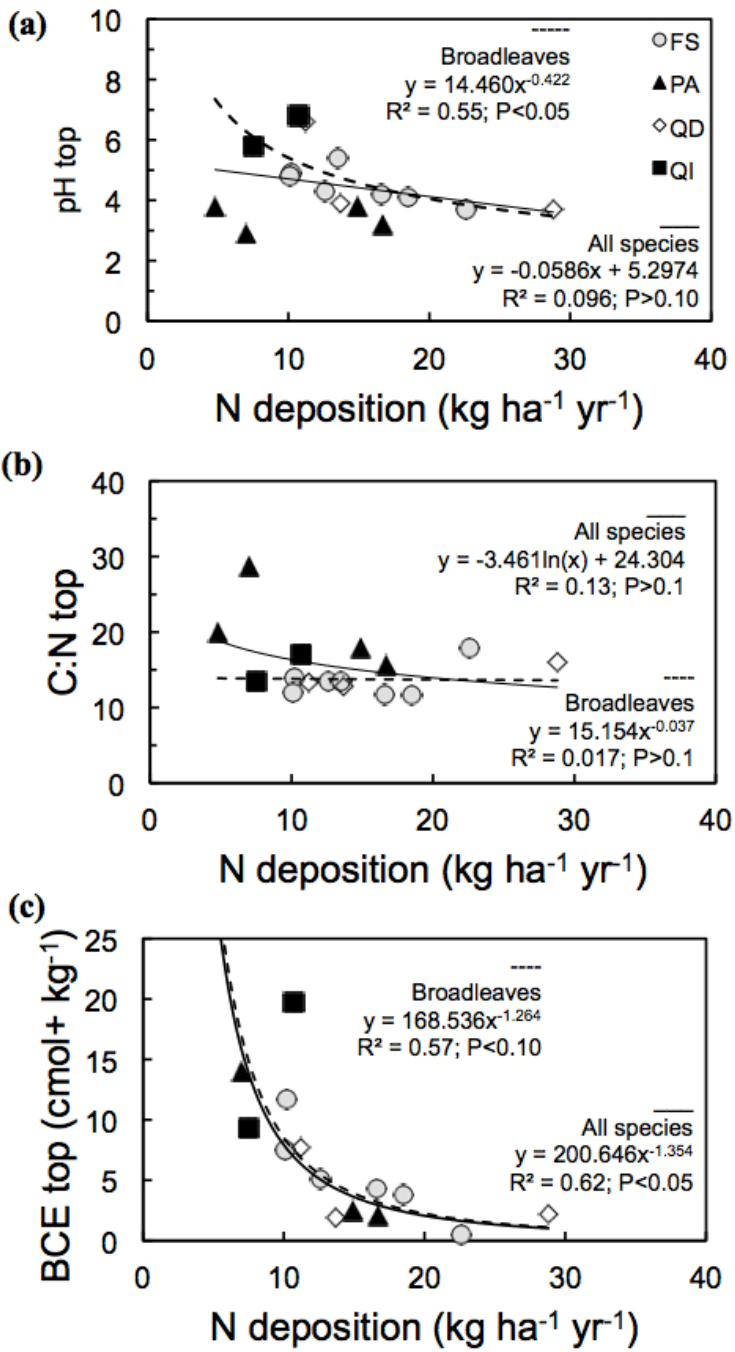 (a)
10
8
6
4
2
0
pH top
Broadleaves
y = 14.460x⁻⁰·⁴²²
R² = 0.55; P<0.05
FS
PA
QD
QI
All species
y = -0.0586x + 5.2974
R² = 0.096; P>0.10
0 10 20 30 40
N deposition (kg ha⁻¹ yr⁻¹)
(b)
40
30
20
10
0
C:N top
All species
y = -3.461ln(x) + 24.304
R² = 0.13; P>0.1
Broadleaves
y = 15.154x⁻⁰·⁰³⁷
R² = 0.017; P>0.1
0 10 20 30 40
N deposition (kg ha⁻¹ yr⁻¹)
(c)
25
20
15
10
5
0
BCE top (cmol+ kg⁻¹)
Broadleaves
y = 168.536x⁻¹·²⁶⁴
R² = 0.57; P<0.10
All species
y = 200.646x⁻¹·³⁵⁴
R² = 0.62; P<0.05
0 10 20 30 40
N deposition (kg ha⁻¹ yr⁻¹)